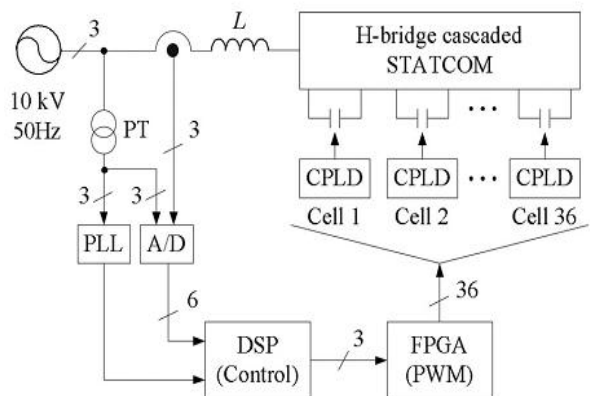 3
L
H-bridge cascaded
STATCOM
10 kV
50Hz
PT
3
CPLD
CPLD
CPLD
Cell 1
Cell 2
Cell 36
3
3
PLL
A/D
6
36
DSP
(Control)
3
FPGA
(PWM)